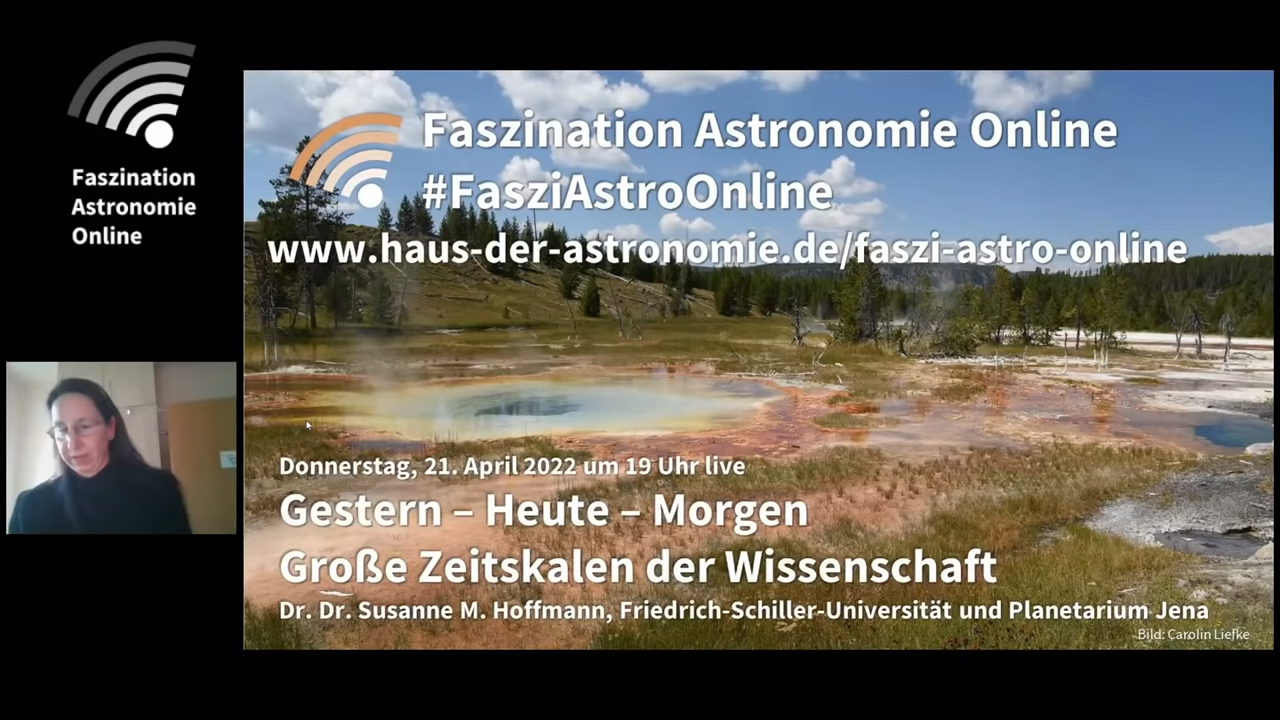 Faszination
Astronomie
Online
Faszination Astronomie Online
#FasziAstroOnline
www.haus-der-astronomie.de/faszi-astro-online
Donnerstag, 21. April 2022 um 19 Uhr live
Gestern – Heute – Morgen
Große Zeitskalen der Wissenschaft
Dr. Dr. Susanne M. Hoffmann, Friedrich-Schiller-Universität und Planetarium Jena
Bild: Carolin Liefke